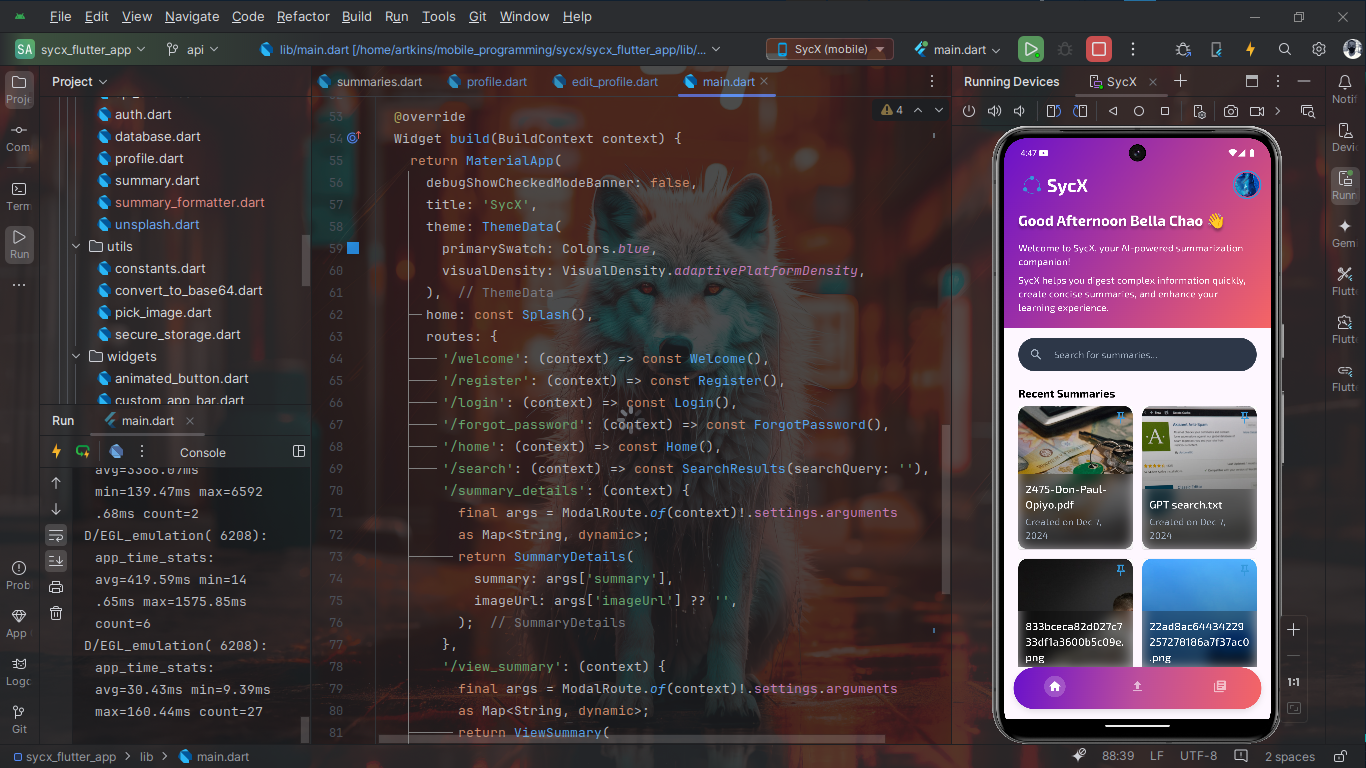 File Edit View Navigate Code Refactor Build Run Tools Git Window Help
SA sycx_flutter_app api lib/main.dart [/home/artkins/mobile_programming/sycx/sycx_flutter_app/lib/... SycX (mobile) main.dart
Project
auth.dart
database.dart
profile.dart
summary.dart
summary_formatter.dart
unsplash.dart
utils
constants.dart
convert_to_base64.dart
pick_image.dart
secure_storage.dart
widgets
animated_button.dart
custom_app_bar.dart
Proj
Com
Term
Run
Prob
App
Logc
Git
Run main.dart
Console
avg=3366.07ms
min=139.47ms max=6592
.68ms count=2
D/EGL_emulation( 6208):
app_time_stats:
avg=419.59ms min=14
.65ms max=1575.85ms
count=6
D/EGL_emulation( 6208):
app_time_stats:
avg=30.43ms min=9.39ms
max=160.44ms count=27
summaries.dart profile.dart edit_profile.dart main.dart
4
53 @override
54 Widget build(BuildContext context) {
55 return MaterialApp(
56 debugShowCheckedModeBanner: false,
57 title: 'SycX',
58 theme: ThemeData(
59 primarySwatch: Colors.blue,
60 visualDensity: VisualDensity.adaptivePlatformDensity,
61 ), // ThemeData
62 home: const Splash(),
63 routes: {
64 '/welcome': (context) => const Welcome(),
65 '/register': (context) => const Register(),
66 '/login': (context) => const Login(),
67 '/forgot_password': (context) => const ForgotPassword(),
68 '/home': (context) => const Home(),
69 '/search': (context) => const SearchResults(searchQuery: ''),
70 '/summary_details': (context) {
71 final args = ModalRoute.of(context)!.settings.arguments
72 as Map<String, dynamic>;
73 return SummaryDetails(
74 summary: args['summary'],
75 imageUrl: args['imageUrl'] ?? '',
76 ); // SummaryDetails
77 },
78 '/view_summary': (context) {
79 final args = ModalRoute.of(context)!.settings.arguments
80 as Map<String, dynamic>;
81 return ViewSummary(
Running Devices SycX
4:47
SycX
Good Afternoon Bella Chao 👋
Welcome to SycX, your AI-powered summarization
companion!
SycX helps you digest complex information quickly,
create concise summaries, and enhance your
learning experience.
Search for summaries...
Recent Summaries
Z475-Don-Paul-
Opiyo.pdf
Created on Dec 7,
2024
GPT search.txt
Created on Dec 7,
2024
833bceca82d027c7
33df1a3600b5c09e.
png
22ad8ac64434229
257278186a7f37ac0
.png
1:1
Notif
Devic
Runn
Gem
Flutt
Flutt
Flutt
sycx_flutter_app > lib > main.dart
88:39 LF UTF-8 2 spaces